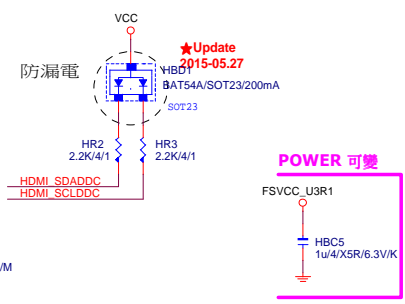 VCC
★Update
2015-05.27
防漏電
HBD1
BAT54A/SOT23/200mA
SOT23
HR2
2.2K/4/1
HR3
2.2K/4/1
POWER 可變
HDMI_SDADDC
HDMI_SCLDDC
FSVCC_U3R1
HBC5
1u/4/X5R/6.3V/K
/M